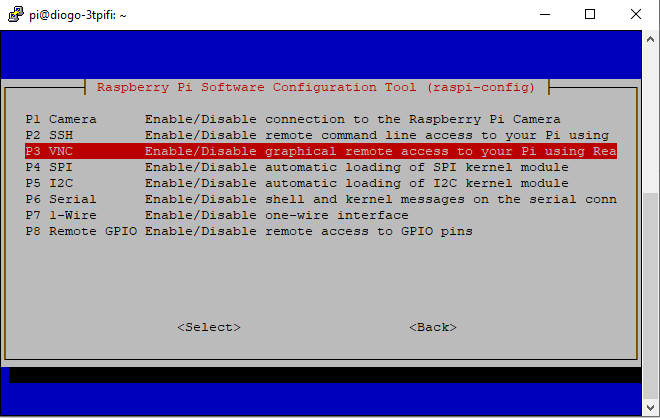 pi@diogo-3tpifi: ~
Raspberry Pi Software Configuration Tool (raspi-config)
P1 Camera Enable/Disable connection to the Raspberry Pi Camera
P2 SSH Enable/Disable remote command line access to your Pi using
P3 VNC Enable/Disable graphical remote access to your Pi using Rea
P4 SPI Enable/Disable automatic loading of SPI kernel module
P5 I2C Enable/Disable automatic loading of I2C kernel module
P6 Serial Enable/Disable shell and kernel messages on the serial conn
P7 1-Wire Enable/Disable one-wire interface
P8 Remote GPIO Enable/Disable remote access to GPIO pins
<Select> <Back>